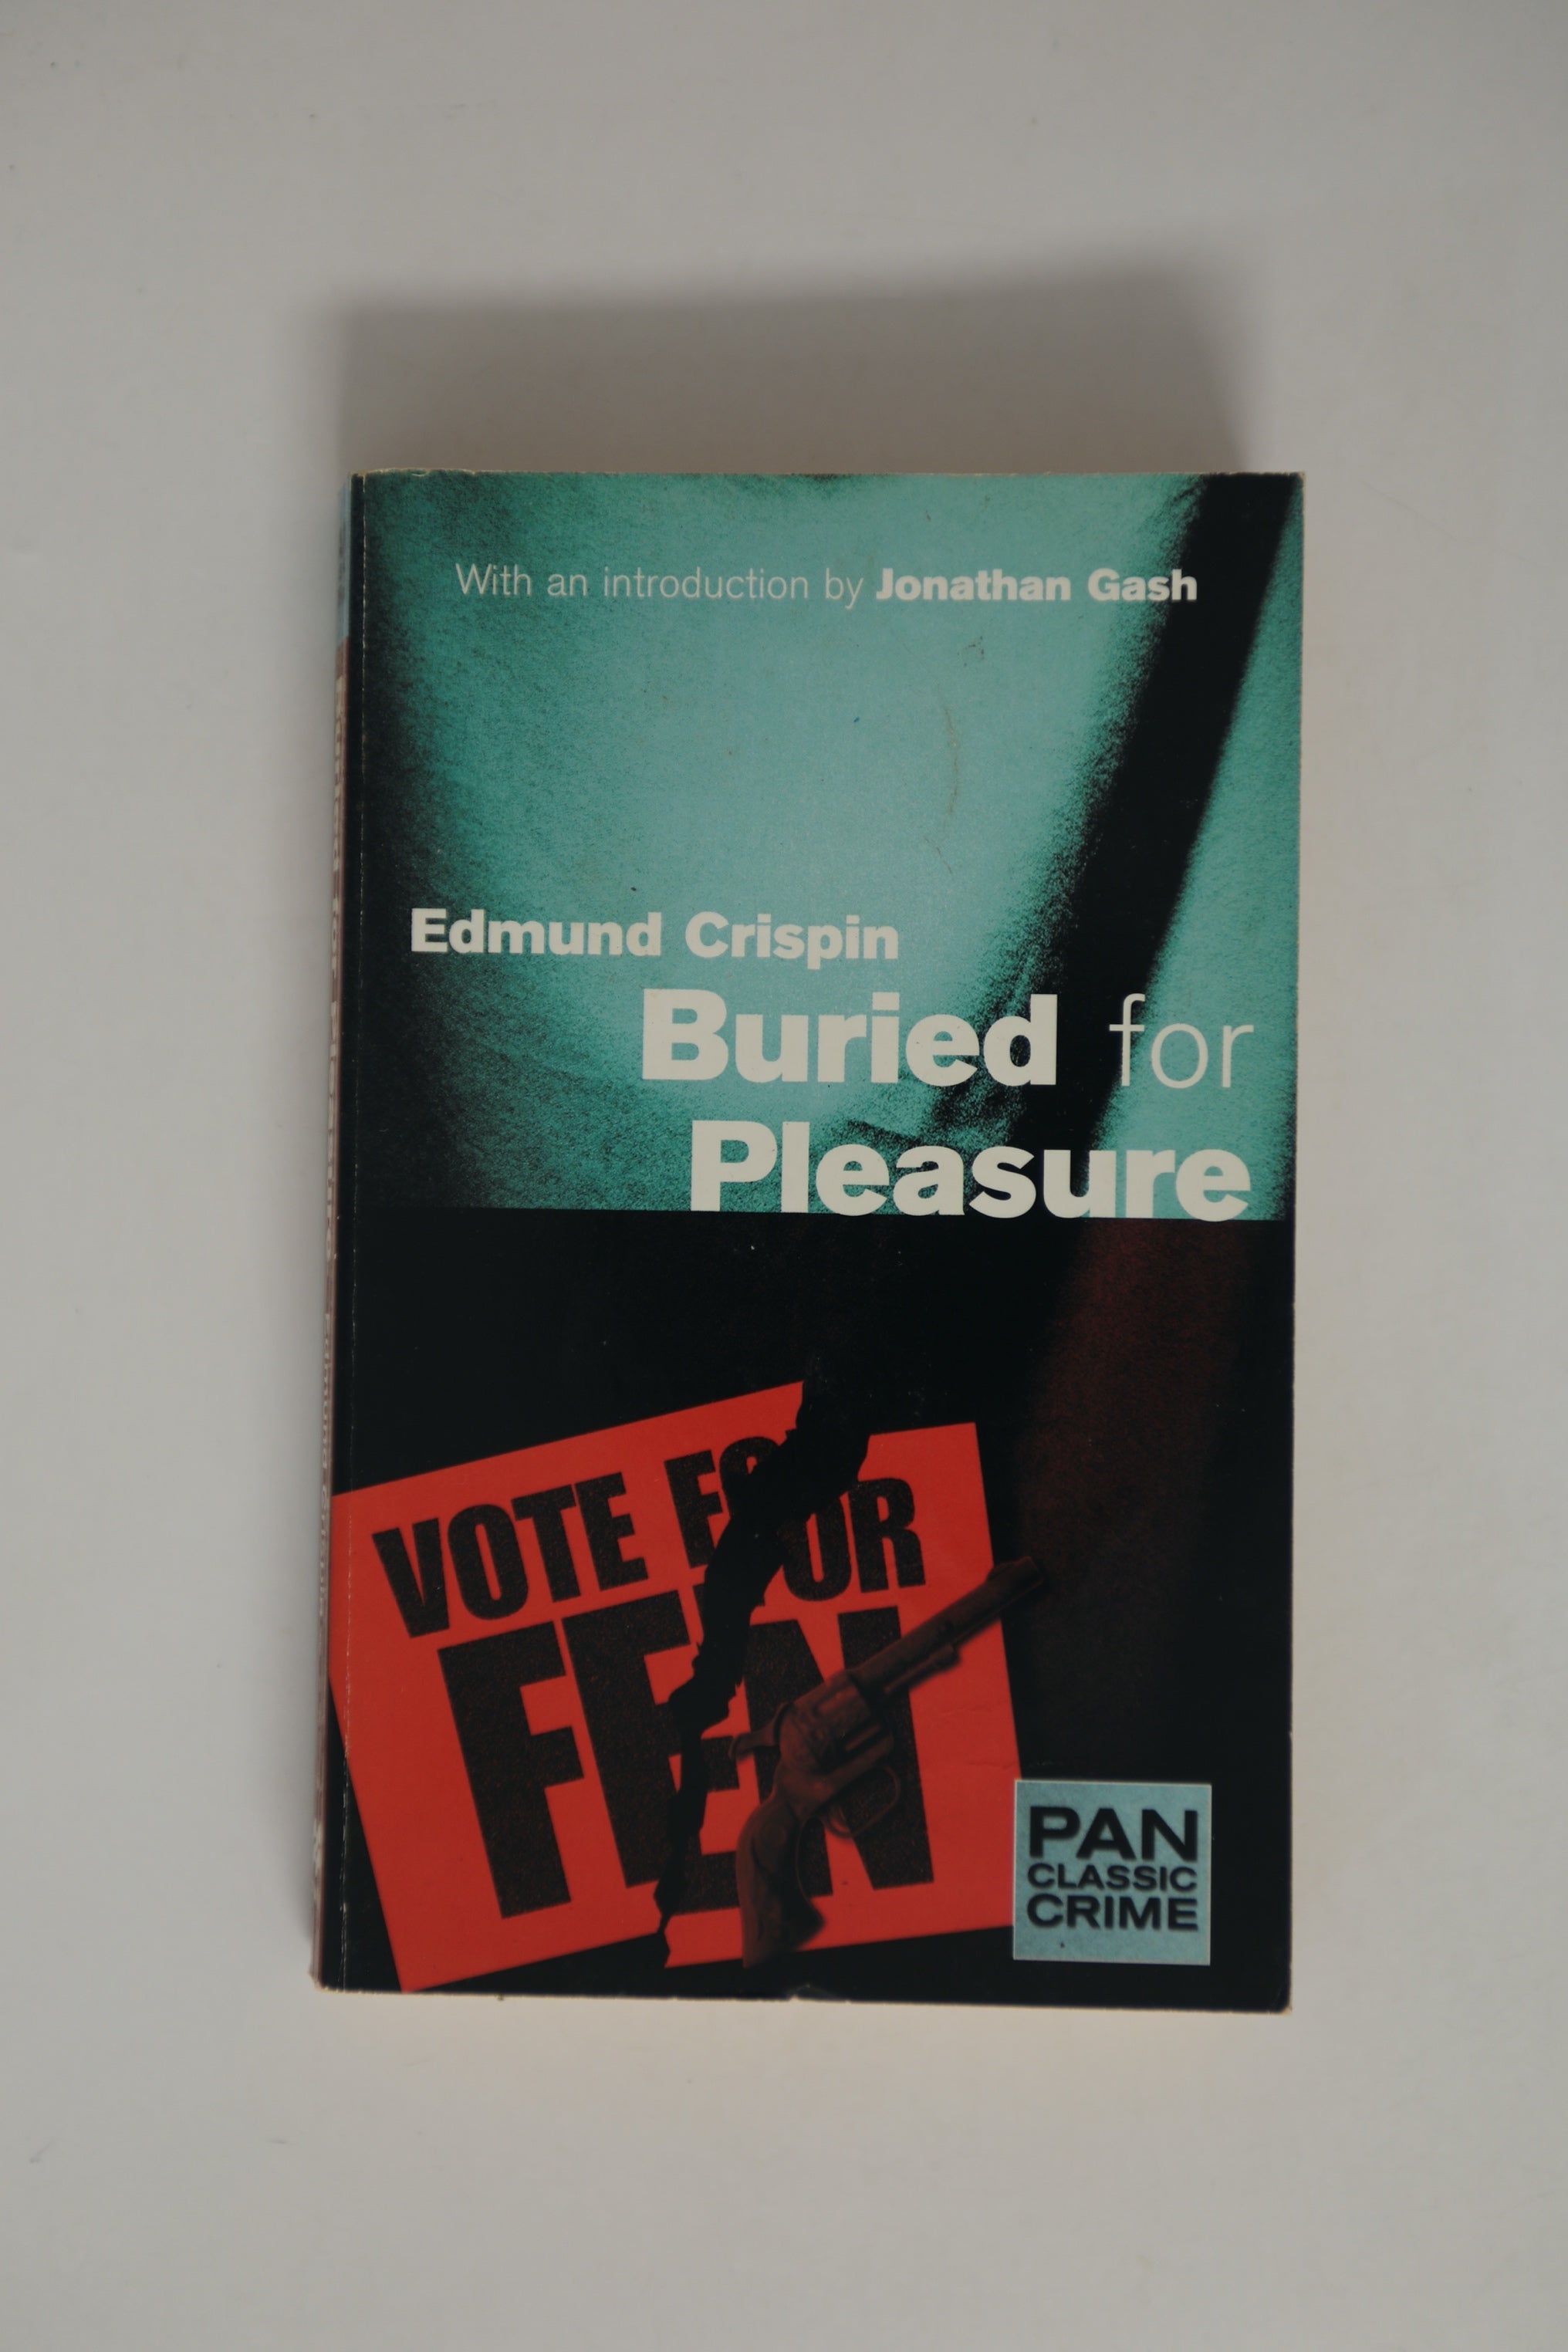 With an introduction by Jonathan Gash
Edmund Crispin
Buried for
Pleasure
VOTE FOR
FEN
PAN
CLASSIC
CRIME